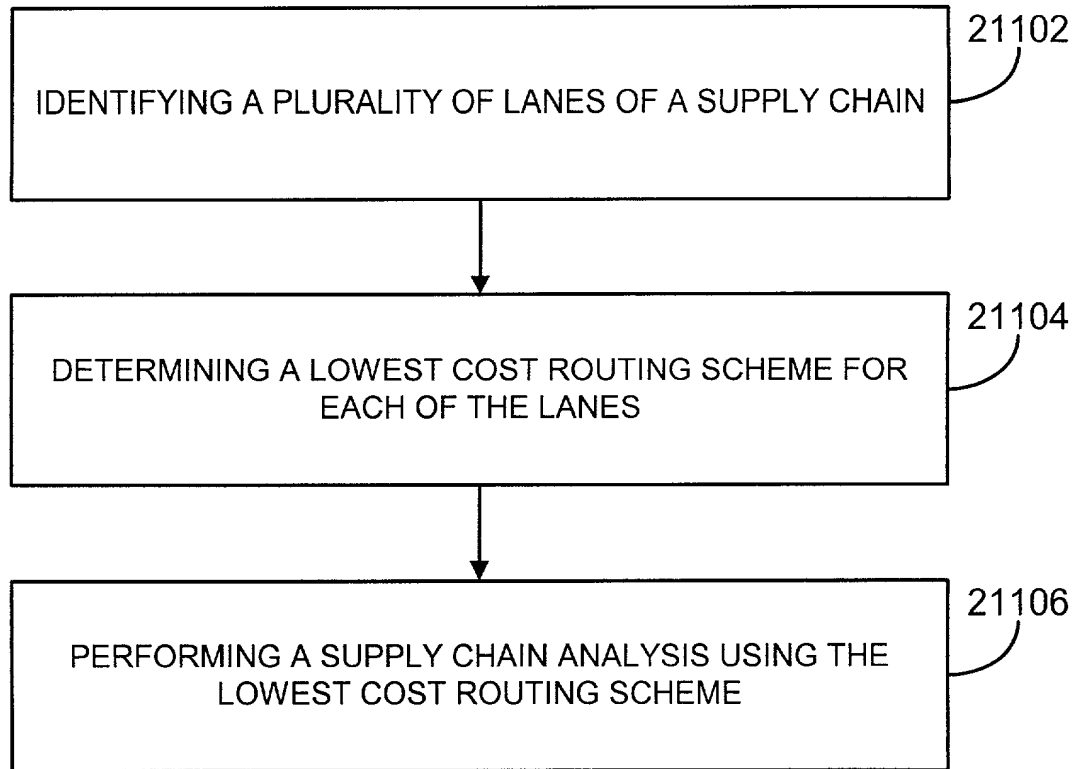 21102
IDENTIFYING A PLURALITY OF LANES OF A SUPPLY CHAIN
21104
DETERMINING A LOWEST COST ROUTING SCHEME FOR
EACH OF THE LANES
21106
PERFORMING A SUPPLY CHAIN ANALYSIS USING THE
LOWEST COST ROUTING SCHEME